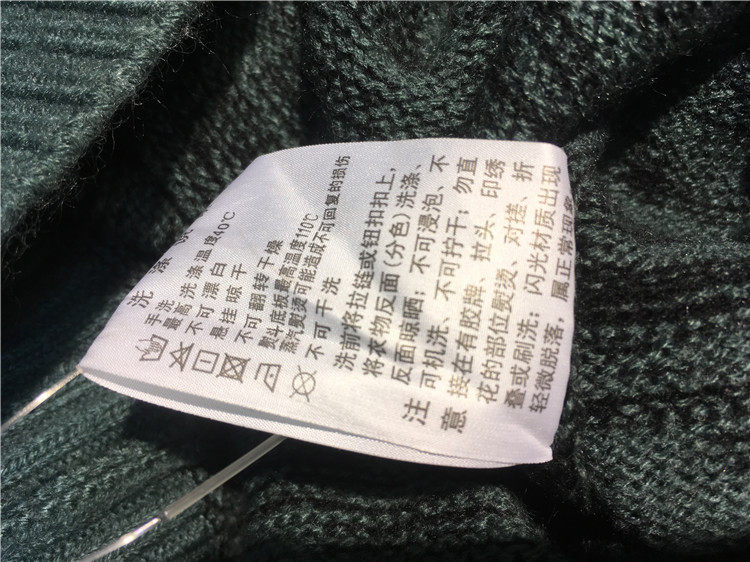 洗 涤
手洗
最高洗涤温度40℃
不可漂白
悬挂晾干
不可翻转干燥
熨斗底板最高温度110℃
蒸汽熨烫可能造成不可回复的损伤
不可干洗
注意
洗前将拉链或钮扣扣上，
将衣物反面(分色)洗涤、
反面晾晒；不可浸泡、不
可机洗、不可拧干；勿直
接在有胶牌、拉头、印绣
花的部位熨烫、对搓、折
叠或刷洗；闪光材质出现
轻微脱落，属正常现象